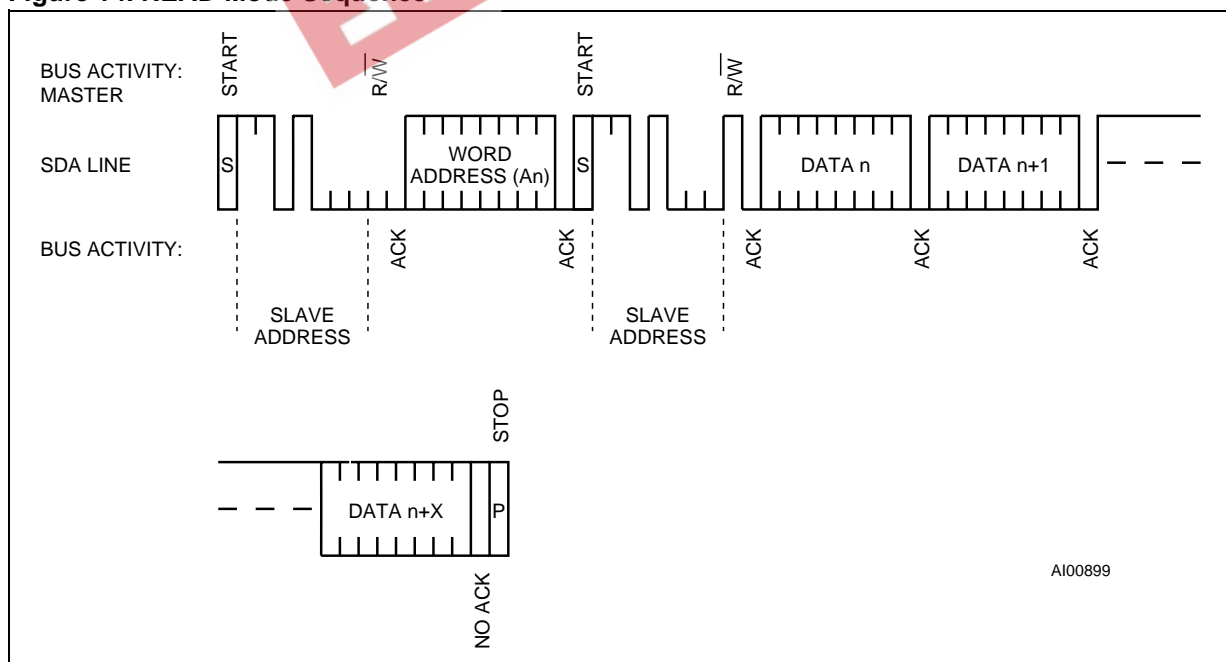 START
R/W
START
R/W
BUS ACTIVITY:
MASTER
SDA LINE
S
WORD
ADDRESS (An)
S
DATA n
DATA n+1
BUS ACTIVITY:
ACK
ACK
ACK
ACK
ACK
SLAVE
ADDRESS
SLAVE
ADDRESS
STOP
DATA n+X
P
NO ACK
AI00899